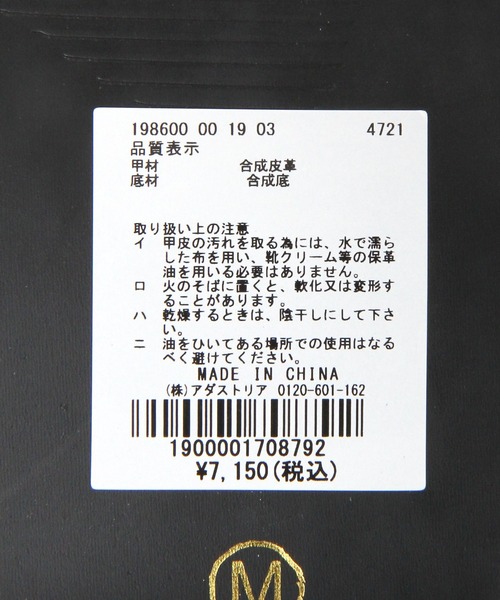 198600 00 19 03 4721
品質表示
甲材 合成皮革
底材 合成底
取り扱い上の注意
イ 甲皮の汚れを取る為には、水で濡ら
した布を用い、靴クリーム等の保革
油を用いる必要はありません。
ロ 火のそばに置くと、軟化又は変形す
ることがあります。
ハ 乾燥するときは、陰干しにして下さ
い。
ニ 油をひいてある場所での使用はなる
べく避けてください。
MADE IN CHINA
(株)アダストリア 0120-601-162
1900001708792
¥7,150(税込)
M